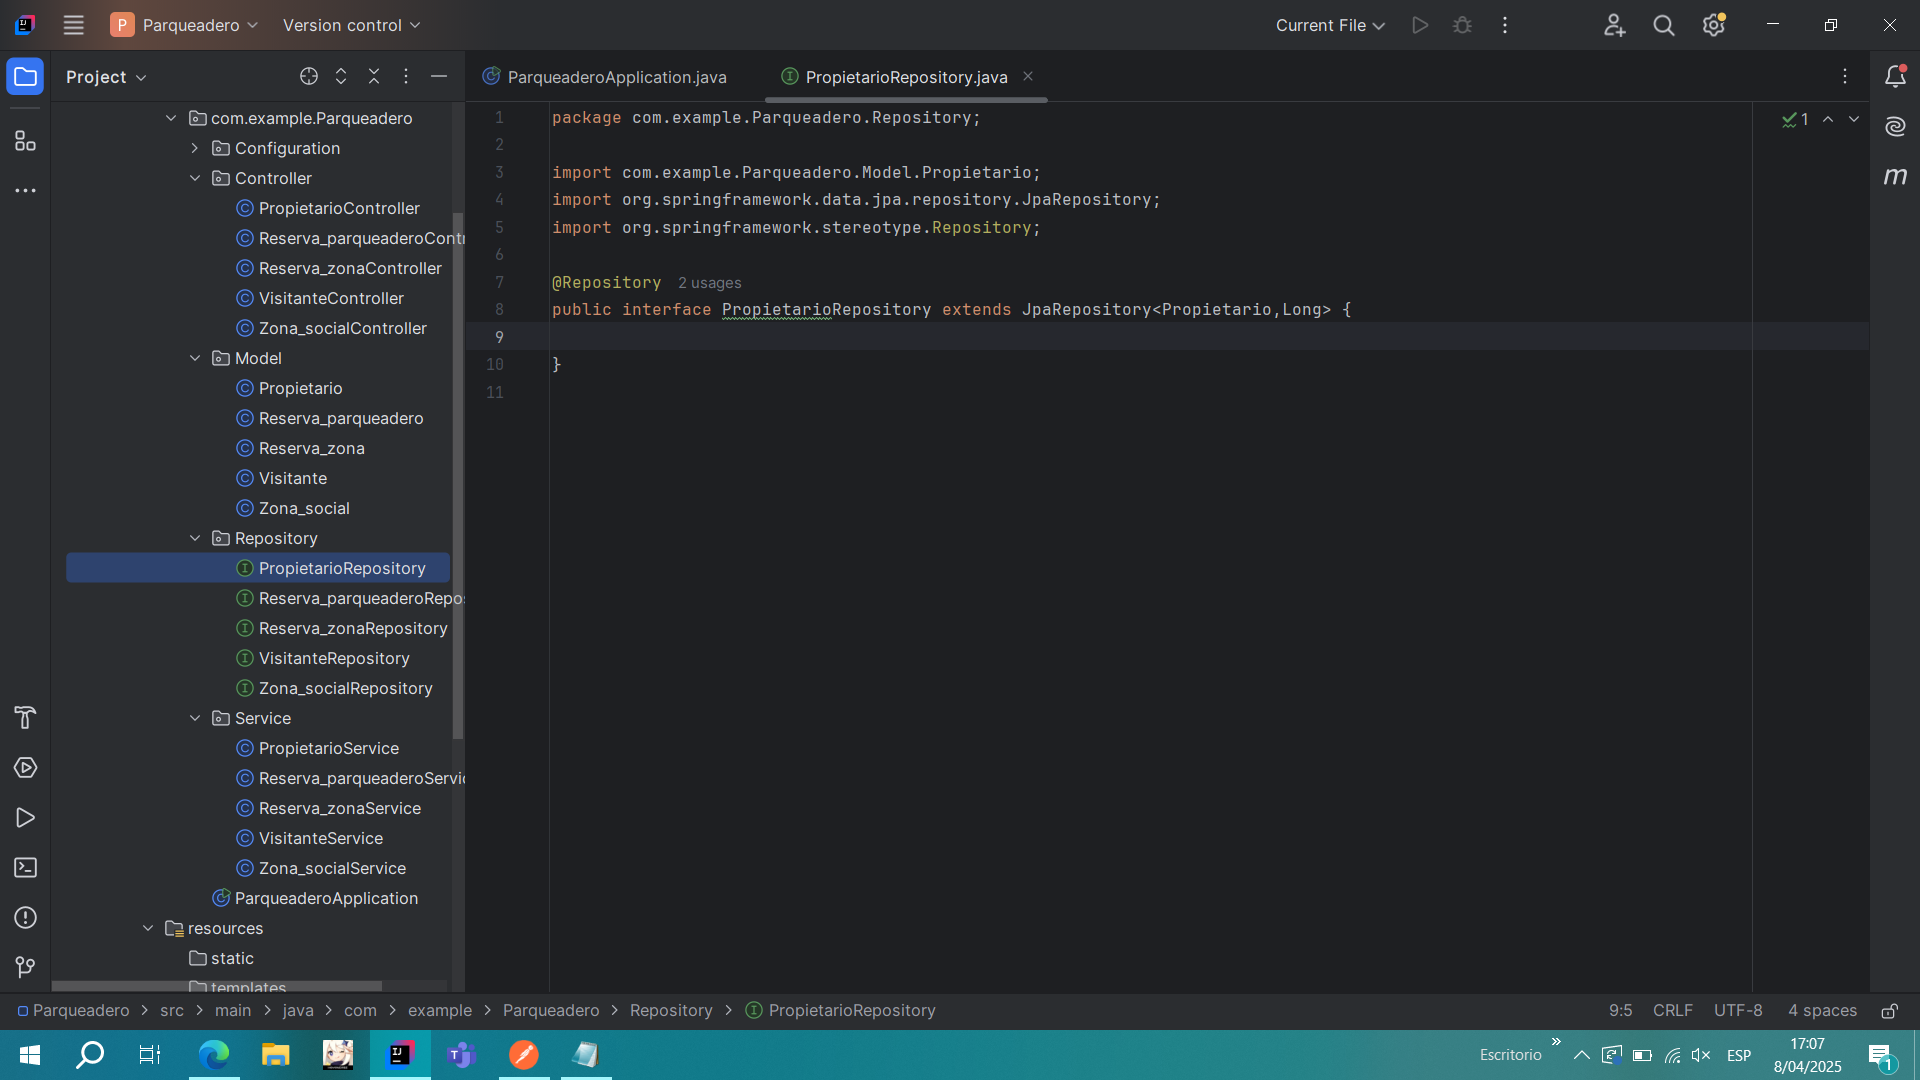 P Parqueadero Version control Current File
Project
ParqueaderoApplication.java PropietarioRepository.java
com.example.Parqueadero
Configuration
Controller
PropietarioController
Reserva_parqueaderoContr
Reserva_zonaController
VisitanteController
Zona_socialController
Model
Propietario
Reserva_parqueadero
Reserva_zona
Visitante
Zona_social
Repository
PropietarioRepository
Reserva_parqueaderoRepos
Reserva_zonaRepository
VisitanteRepository
Zona_socialRepository
Service
PropietarioService
Reserva_parqueaderoServic
Reserva_zonaService
VisitanteService
Zona_socialService
ParqueaderoApplication
resources
static
templates
1 package com.example.Parqueadero.Repository;
2
3 import com.example.Parqueadero.Model.Propietario;
4 import org.springframework.data.jpa.repository.JpaRepository;
5 import org.springframework.stereotype.Repository;
6
7 @Repository 2 usages
8 public interface PropietarioRepository extends JpaRepository<Propietario,Long> {
9
10 }
11
1
m
Parqueadero > src > main > java > com > example > Parqueadero > Repository > PropietarioRepository 9:5 CRLF UTF-8 4 spaces
Escritorio » ESP 17:07
8/04/2025
1